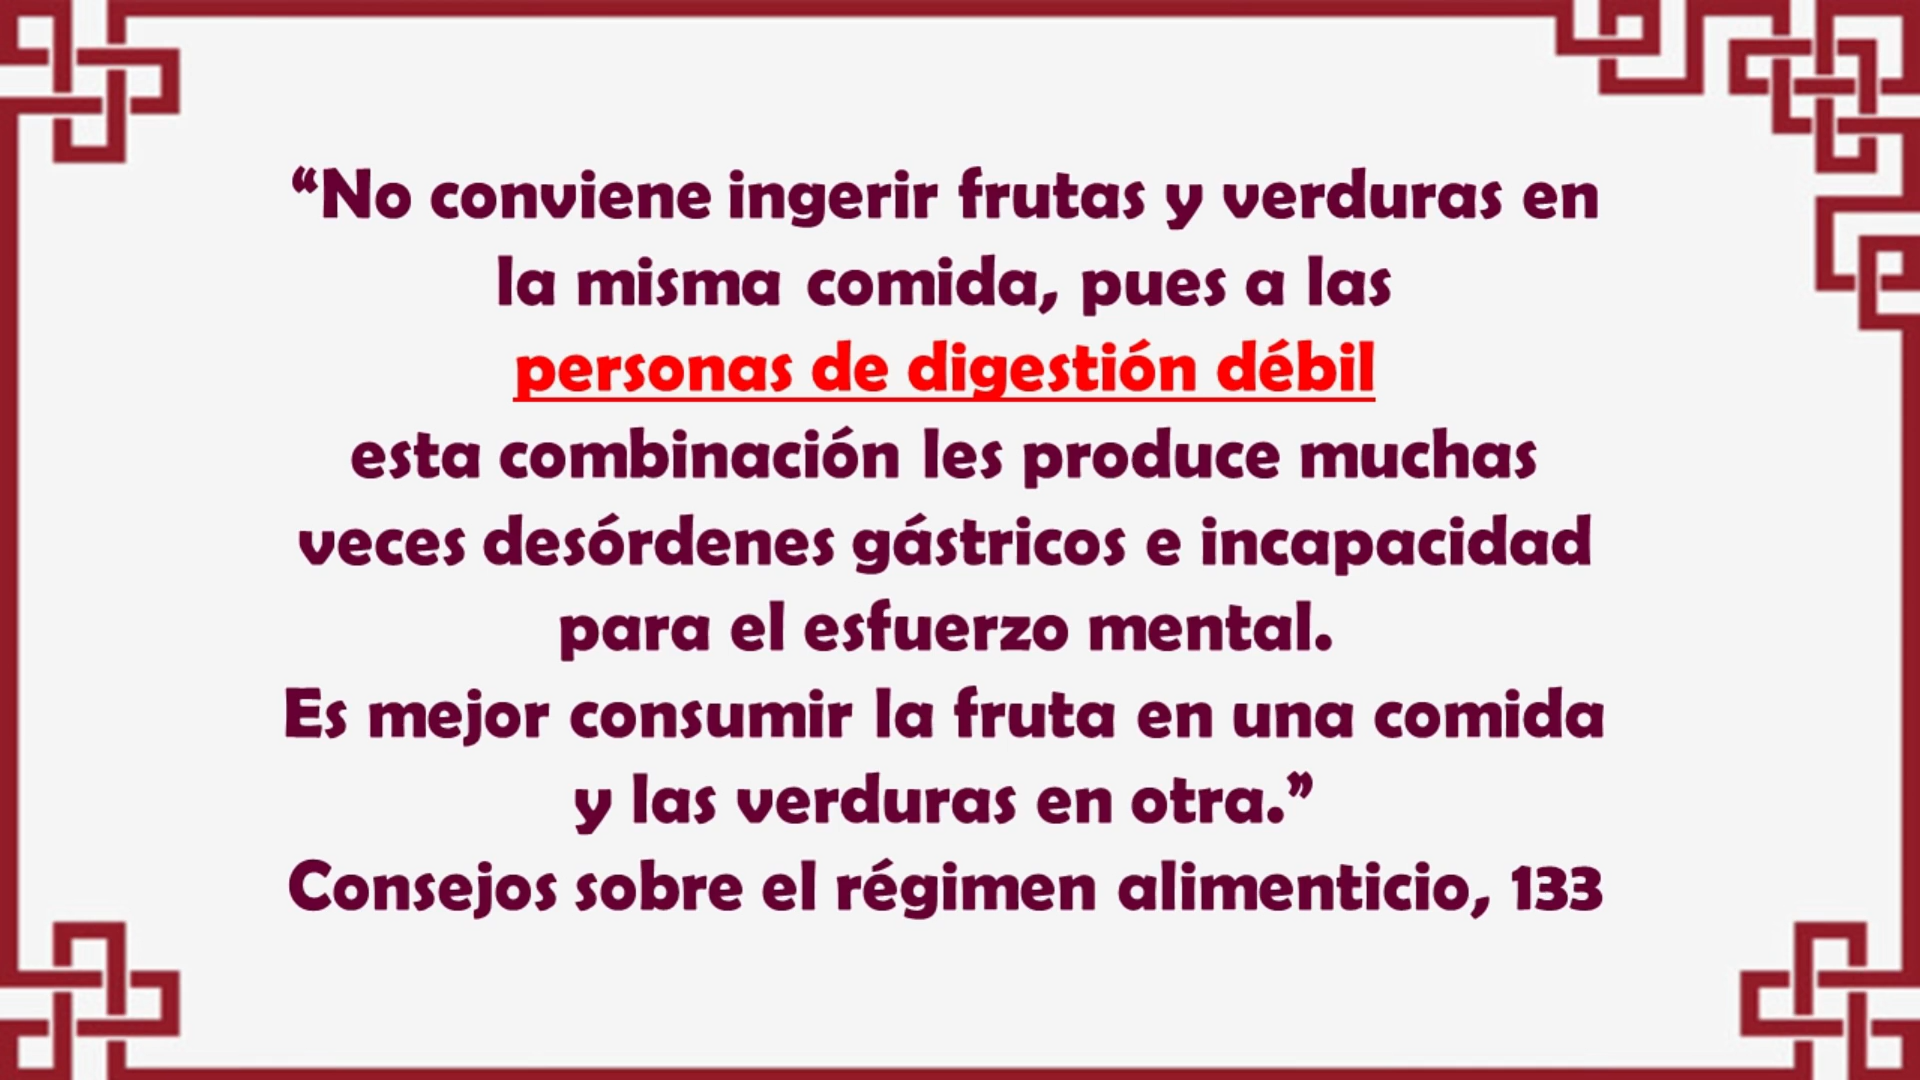 “No conviene ingerir frutas y verduras en
la misma comida, pues a las
personas de digestión débil
esta combinación les produce muchas
veces desórdenes gástricos e incapacidad
para el esfuerzo mental.
Es mejor consumir la fruta en una comida
y las verduras en otra.”
Consejos sobre el régimen alimenticio, 133